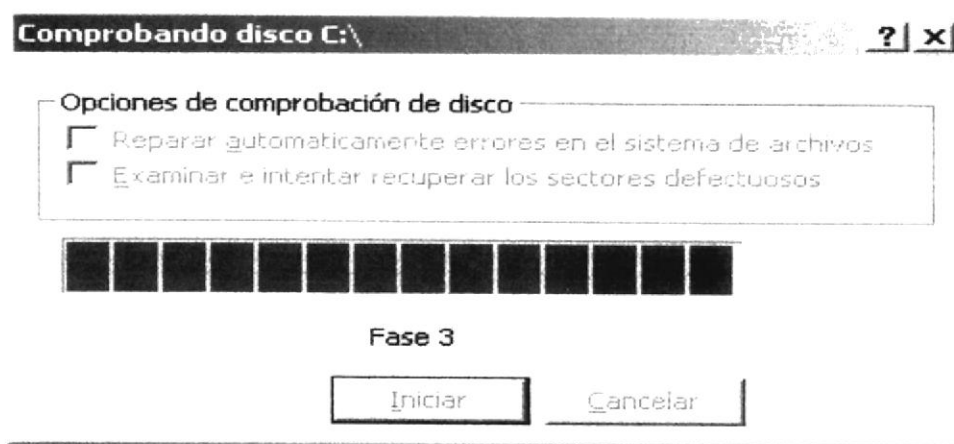 Comprobando disco C:\
? x
Opciones de comprobación de disco
Reparar automaticamente errores en el sistema de archivos
Examinar e intentar recuperar los sectores defectuosos
Fase 3
Iniciar Cancelar